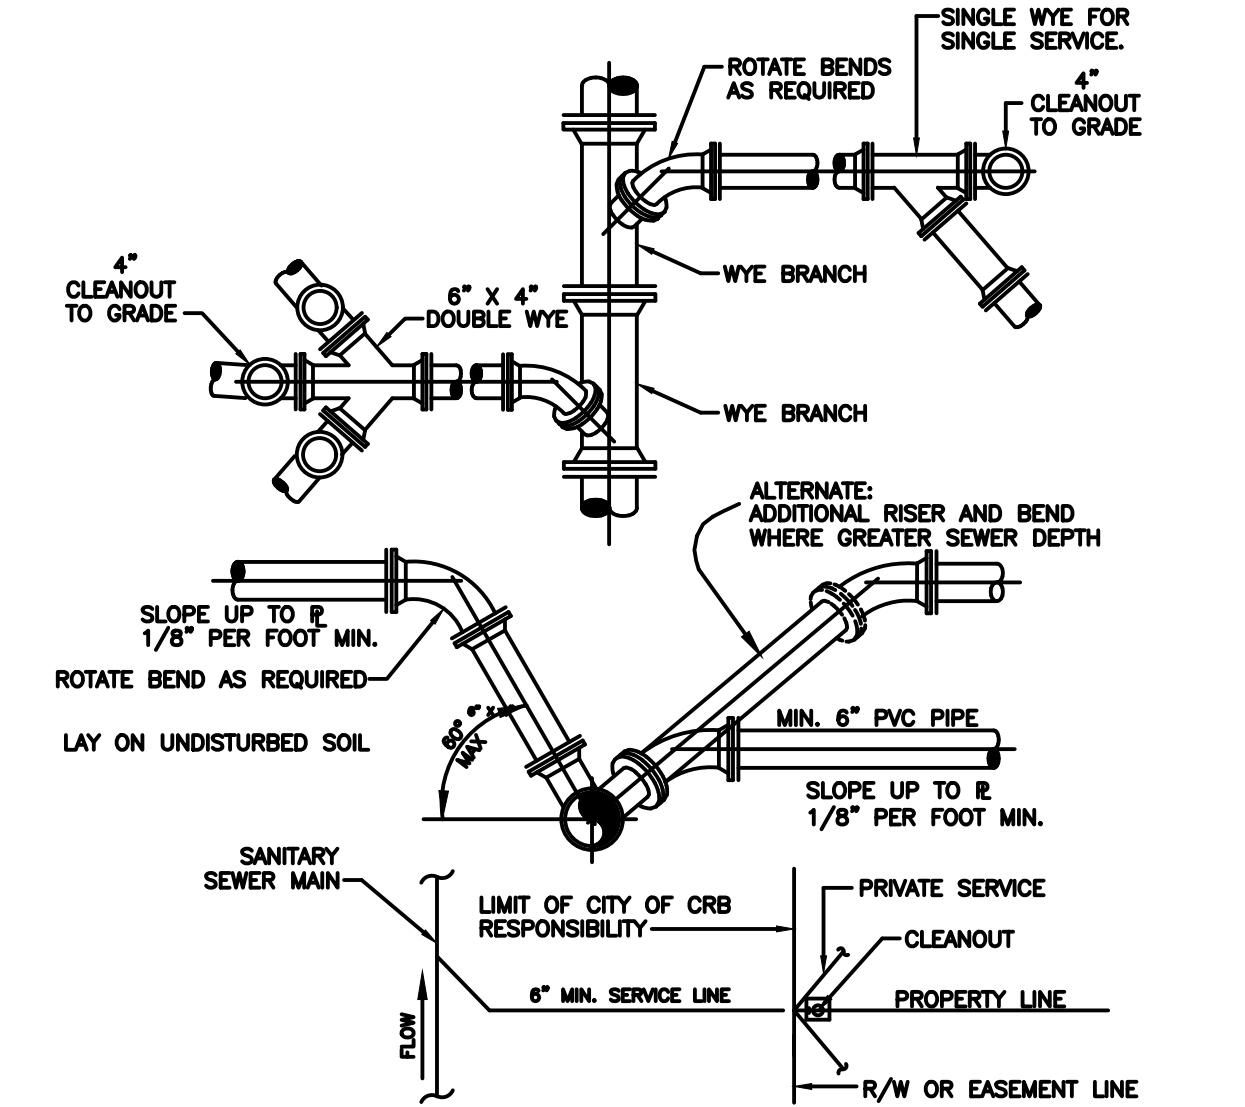 SINGLE WYE FOR
SINGLE SERVICE.
ROTATE BENDS
AS REQUIRED
4"
CLEANOUT
TO GRADE
WYE BRANCH
4"
CLEANOUT
TO GRADE
6" X 4"
DOUBLE WYE
WYE BRANCH
ALTERNATE:
ADDITIONAL RISER AND BEND
WHERE GREATER SEWER DEPTH
SLOPE UP TO ⅊
1/8" PER FOOT MIN.
ROTATE BEND AS REQUIRED
LAY ON UNDISTURBED SOIL
60°
MAX
6" X
MIN. 6" PVC PIPE
SLOPE UP TO ⅊
1/8" PER FOOT MIN.
SANITARY
SEWER MAIN
LIMIT OF CITY OF CRB
RESPONSIBILITY
PRIVATE SERVICE
CLEANOUT
6" MIN. SERVICE LINE
PROPERTY LINE
FLOW
R/W OR EASEMENT LINE